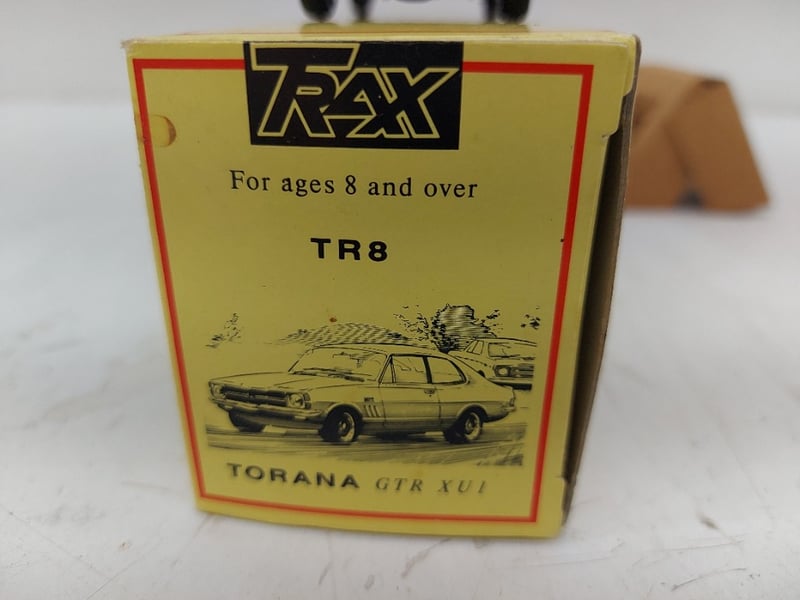 TRAX
For ages 8 and over
TR8
TORANA GTR XU1